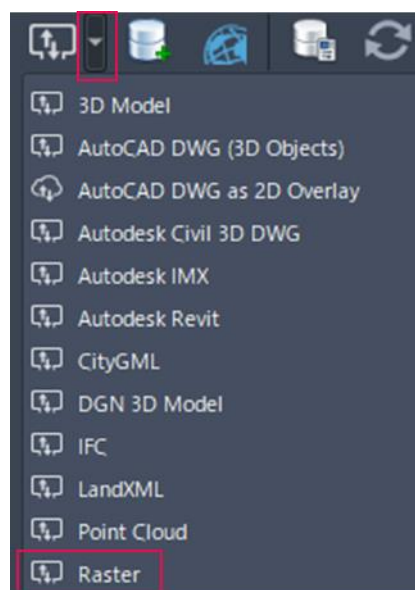 3D Model
AutoCAD DWG (3D Objects)
AutoCAD DWG as 2D Overlay
Autodesk Civil 3D DWG
Autodesk IMX
Autodesk Revit
CityGML
DGN 3D Model
IFC
LandXML
Point Cloud
Raster